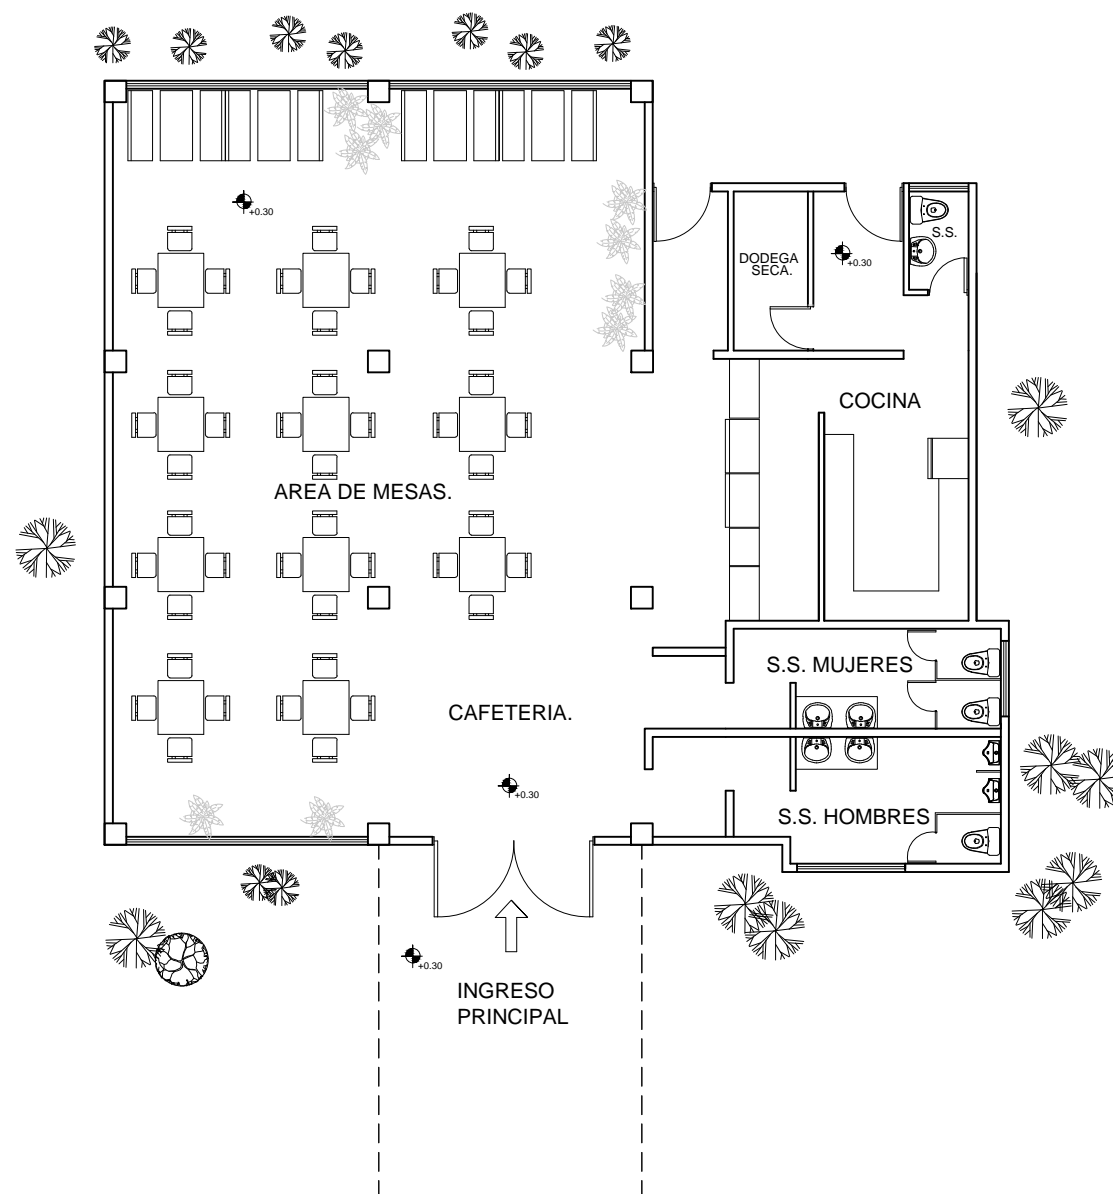 +0.30
DODEGA
SECA.
S.S.
+0.30
COCINA
AREA DE MESAS.
S.S. MUJERES
CAFETERIA.
+0.30
S.S. HOMBRES
+0.30
INGRESO
PRINCIPAL